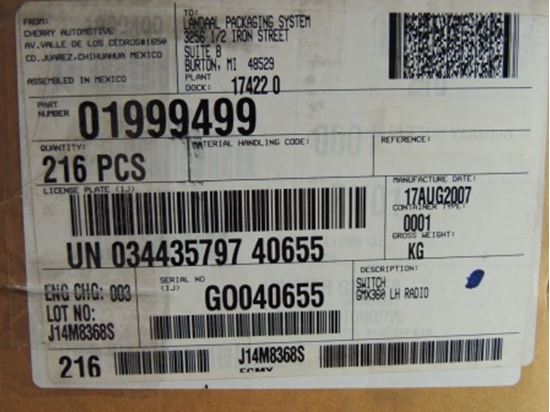 FROM:
CHERRY AUTOMOTIVE
AV.VALLE DE LOS CEDROS#1650
CD.JUAREZ,CHIHUAHUA MEXICO
ASSEMBLED IN MEXICO
TO:
LANDAAL PACKAGING SYSTEM
3256 1/2 IRON STREET
SUITE B
BURTON, MI 48529
PLANT
DOCK: 17422 0
PART
NUMBER 01999499
QUANTITY:
216 PCS
MATERIAL HANDLING CODE:
REFERENCE:
LICENSE PLATE (1J)
UN 034435797 40655
MANUFACTURE DATE:
17AUG2007
CONTAINER TYPE:
0001
GROSS WEIGHT:
KG
ENG CHG: 003
LOT NO:
J14M8368S
SERIAL NO
(1J) GO040655
DESCRIPTION:
SWITCH
GMX360 LH RADIO
216 J14M8368S